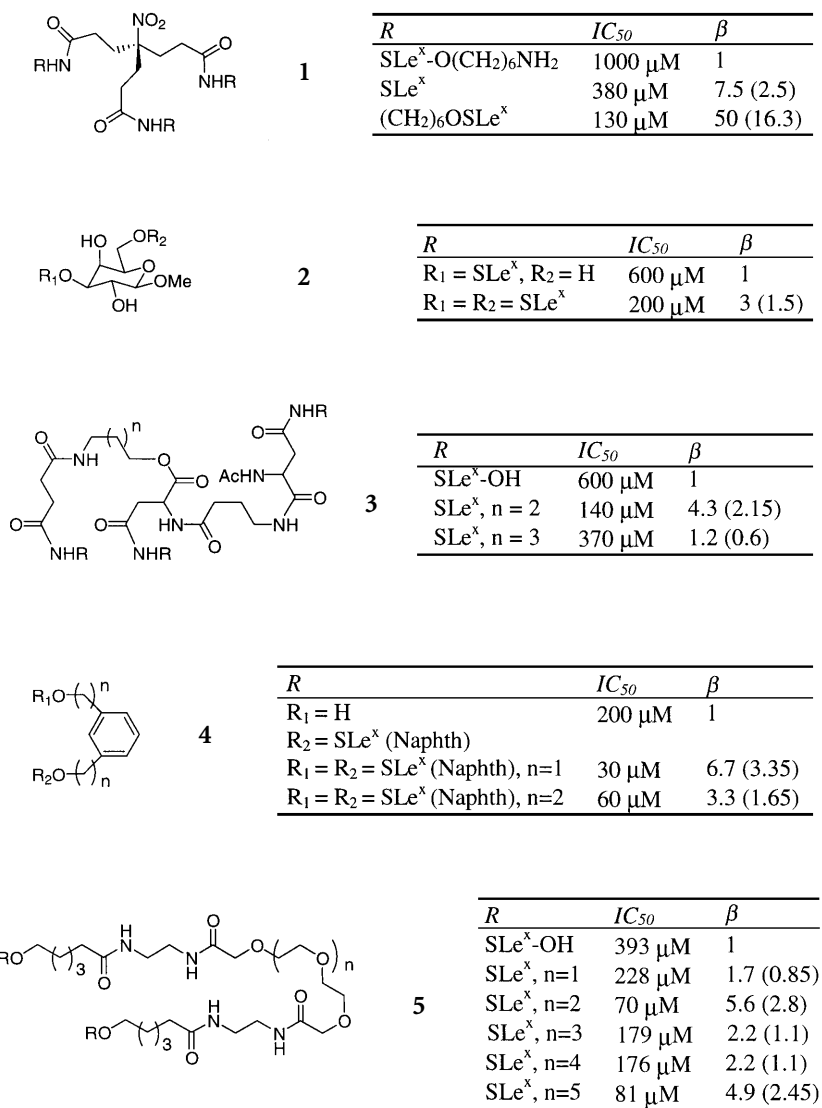 NO₂
O
O
RHN
NHR
O
NHR
1
R IC₅₀ β
SLeˣ-O(CH₂)₆NH₂ 1000 μM 1
SLeˣ 380 μM 7.5 (2.5)
(CH₂)₆OSLeˣ 130 μM 50 (16.3)
OR₂
HO
O
R₁O
OMe
OH
2
R IC₅₀ β
R₁ = SLeˣ, R₂ = H 600 μM 1
R₁ = R₂ = SLeˣ 200 μM 3 (1.5)
NHR
n
O
O
NH
O
O
AcHN
O
O
O
N
H
O
NH
NHR
NHR
O
3
R IC₅₀ β
SLeˣ-OH 600 μM 1
SLeˣ, n = 2 140 μM 4.3 (2.15)
SLeˣ, n = 3 370 μM 1.2 (0.6)
R₁O
n
R₂O
n
4
R IC₅₀ β
R₁ = H 200 μM 1
R₂ = SLeˣ (Naphth)
R₁ = R₂ = SLeˣ (Naphth), n=1 30 μM 6.7 (3.35)
R₁ = R₂ = SLeˣ (Naphth), n=2 60 μM 3.3 (1.65)
RO
3
O
H
N
N
H
O
O
O
n
O
RO
3
O
H
N
N
H
O
O
5
R IC₅₀ β
SLeˣ-OH 393 μM 1
SLeˣ, n=1 228 μM 1.7 (0.85)
SLeˣ, n=2 70 μM 5.6 (2.8)
SLeˣ, n=3 179 μM 2.2 (1.1)
SLeˣ, n=4 176 μM 2.2 (1.1)
SLeˣ, n=5 81 μM 4.9 (2.45)